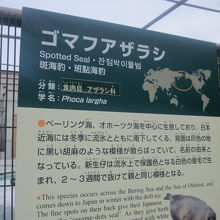 ゴマフアザラシ
Spotted Seal・잔점박이물범
斑海豹・斑點海豹
分類：食肉目 アザラシ科
学名：Phoca largha
●ベーリング海、オホーツク海を中心に生息しており、日本
近海には冬季に流氷とともに南下してくる。背面は灰色の地
に黒い胡麻のような模様が散らばっていて、名前の由来と
なっている。新生仔は流氷上で保護色となる白色の産毛で生
まれ、2～3週間で抜けて親と同じ模様となる。
●This species occurs across the Bering Sea and the Sea of Okhotsk, and
comes down to Japan in winter with the drift ice.
spots on their back give their Japanese